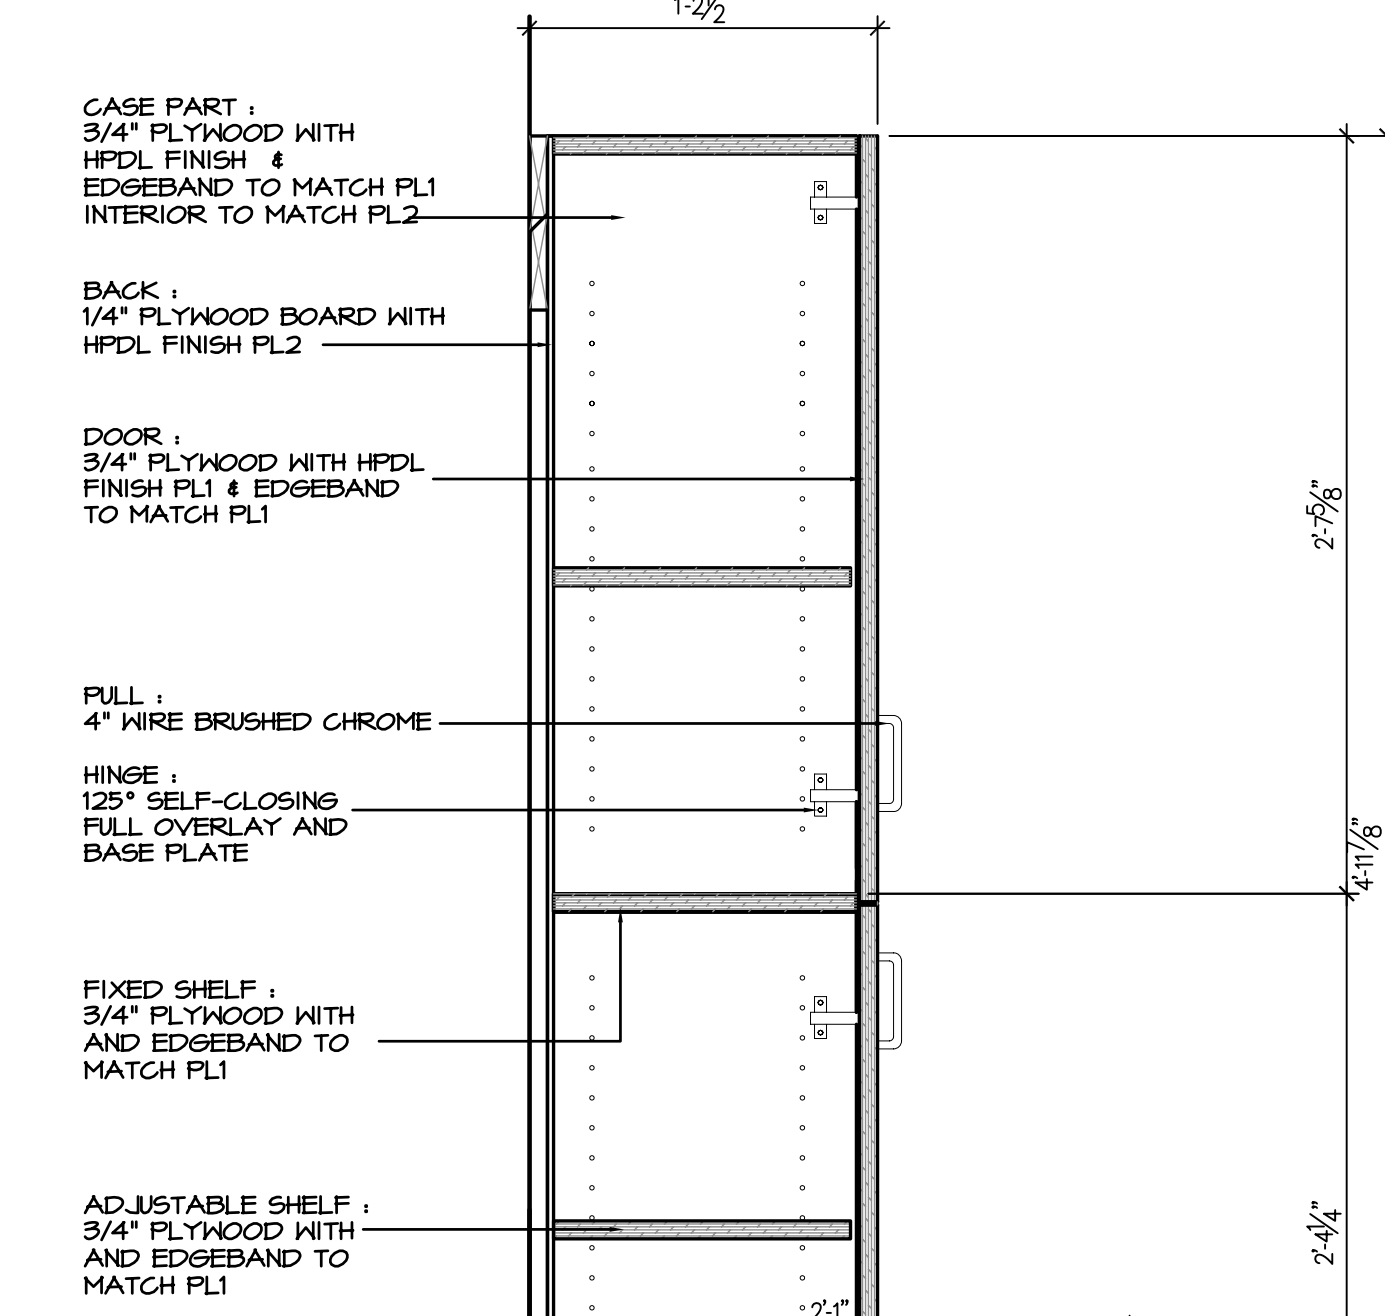 1-2½
CASE PART :
3/4" PLYWOOD WITH
HPDL FINISH &
EDGEBAND TO MATCH PL1
INTERIOR TO MATCH PL2
BACK :
1/4" PLYWOOD BOARD WITH
HPDL FINISH PL2
DOOR :
3/4" PLYWOOD WITH HPDL
FINISH PL1 & EDGEBAND
TO MATCH PL1
2'-7⅝"
PULL :
4" WIRE BRUSHED CHROME
HINGE :
125° SELF-CLOSING
FULL OVERLAY AND
BASE PLATE
4'-11⅞"
FIXED SHELF :
3/4" PLYWOOD WITH
AND EDGEBAND TO
MATCH PL1
ADJUSTABLE SHELF :
3/4" PLYWOOD WITH
AND EDGEBAND TO
MATCH PL1
2'-4¼"
2'-1"